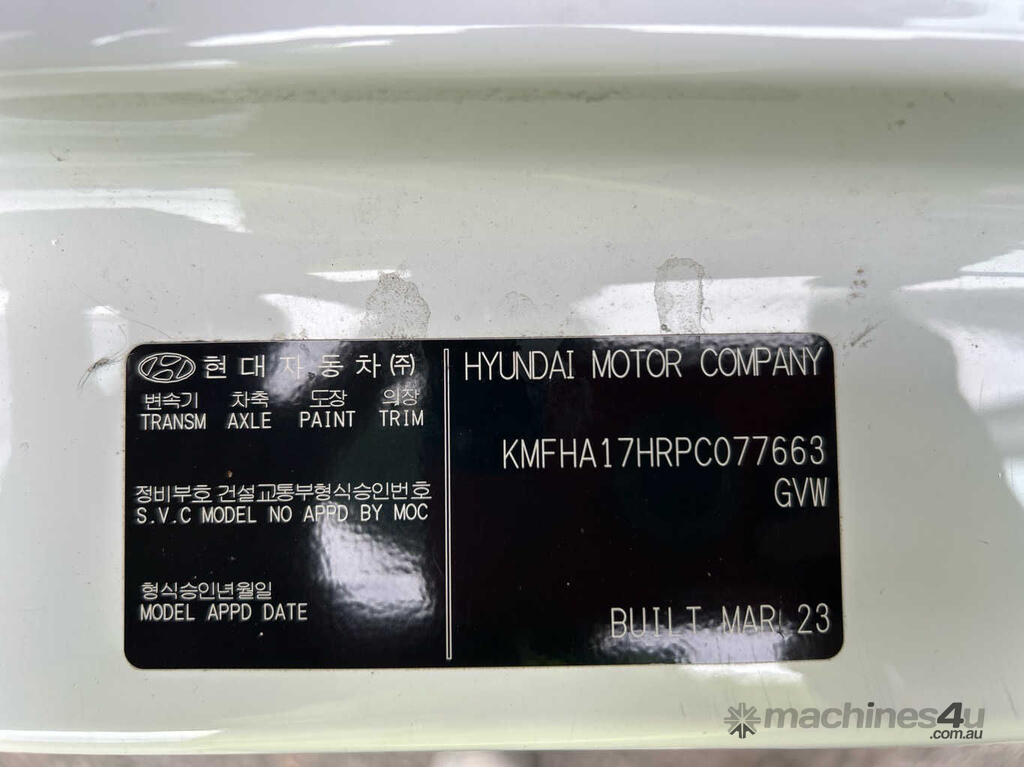 현대자동차㈜
변속기 차축 도장 의장
TRANSM AXLE PAINT TRIM
정비부호 건설교통부형식승인번호
S.V.C MODEL NO APPD BY MOC
형식승인년월일
MODEL APPD DATE
HYUNDAI MOTOR COMPANY
KMFHA17HRPC077663
GVW
BUILT MAR. 23
machines4u
.com.au